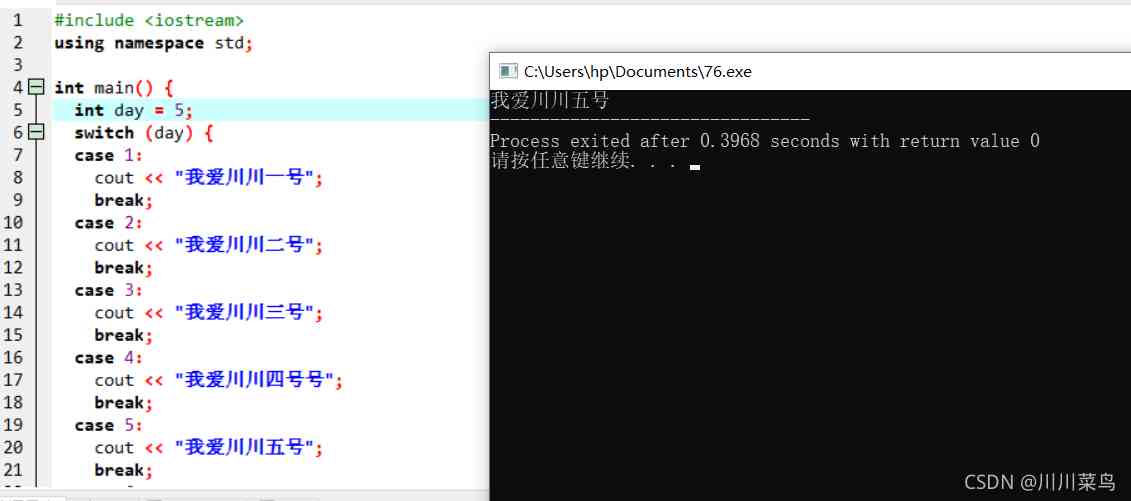 1 #include <iostream>
2 using namespace std;
3
4 int main() {
5 int day = 5;
6 switch (day) {
7 case 1:
8 cout << "我爱川川一号";
9 break;
10 case 2:
11 cout << "我爱川川二号";
12 break;
13 case 3:
14 cout << "我爱川川三号";
15 break;
16 case 4:
17 cout << "我爱川川四号号";
18 break;
19 case 5:
20 cout << "我爱川川五号";
21 break;
C:\Users\hp\Documents\76.exe
我爱川川五号
--------------------------------
Process exited after 0.3968 seconds with return value 0
请按任意键继续. . .
CSDN @川川菜鸟